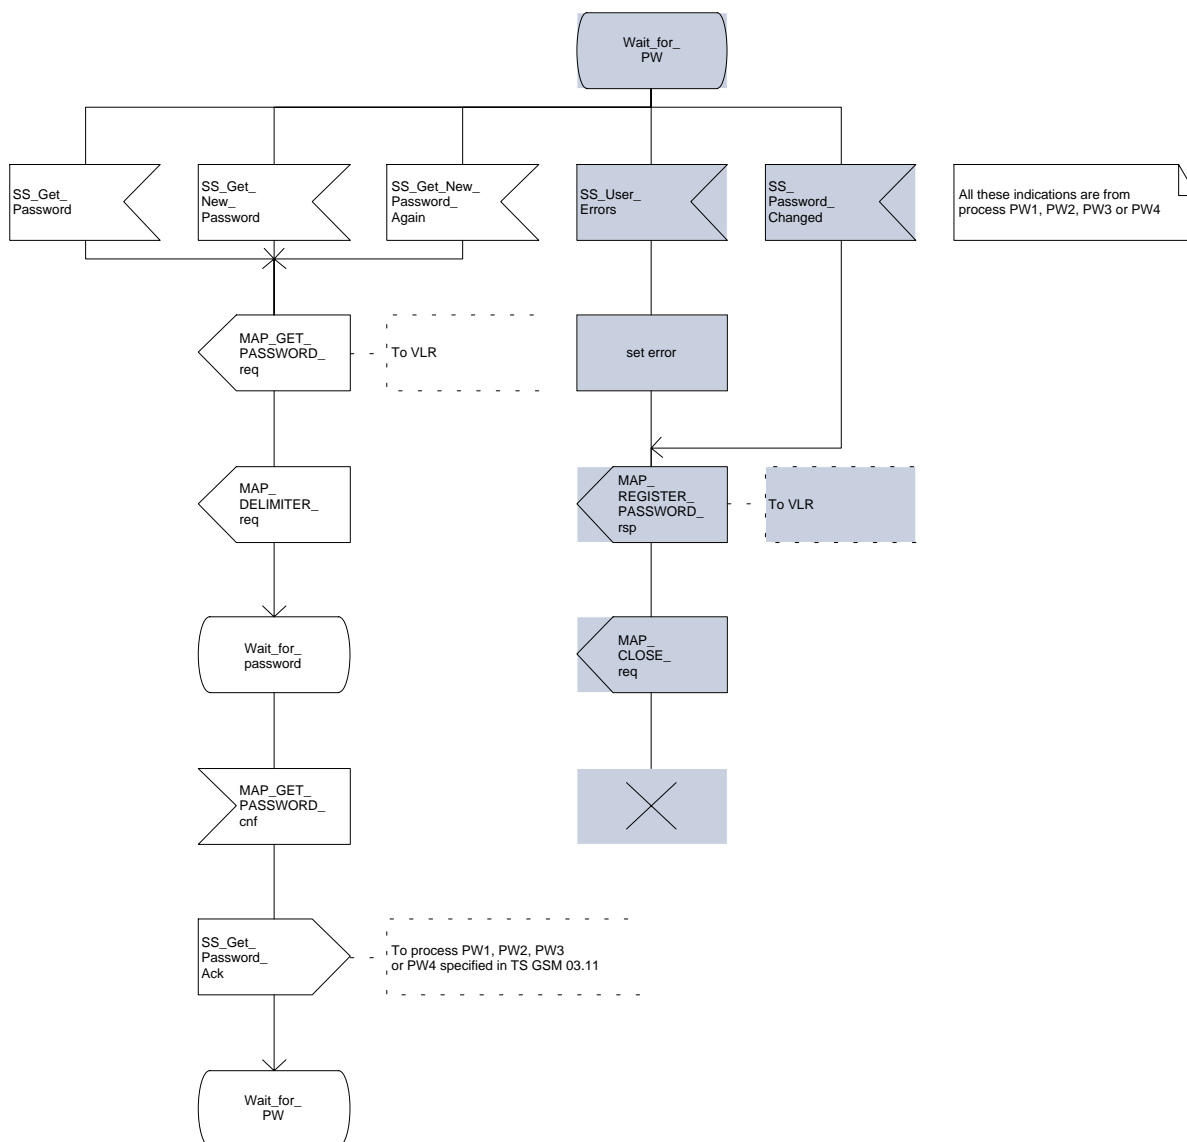 Wait_for_
PW
SS_Get_
Password
SS_Get_
New_
Password
SS_Get_New_
Password_
Again
SS_User_
Errors
SS_
Password_
Changed
All these indications are from
process PW1, PW2, PW3 or PW4
MAP_GET_
PASSWORD_
req
To VLR
set error
MAP_
DELIMITER_
req
MAP_
REGISTER_
PASSWORD_
rsp
To VLR
Wait_for_
password
MAP_
CLOSE_
req
MAP_GET_
PASSWORD_
cnf
SS_Get_
Password_
Ack
To process PW1, PW2, PW3
or PW4 specified in TS GSM 03.11
Wait_for_
PW